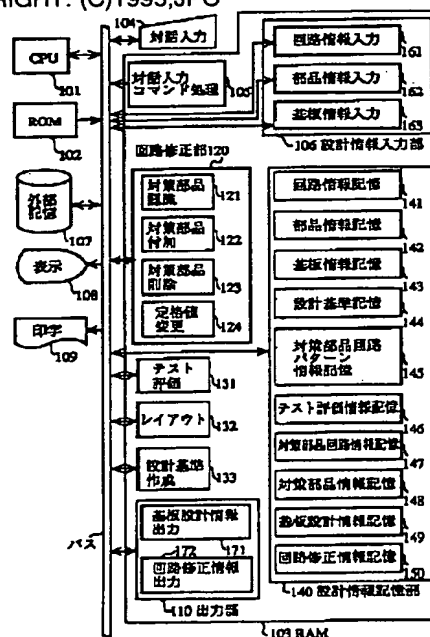 RIGHT: (C)1995,JPO
104
対話入力
CPU
101
対話入力
コマンド処理
105
ROM
102
回路情報入力
161
部品情報入力
162
基板情報入力
163
106 設計情報入力部
外部
記憶
107
表示
108
印字
109
回路修正部120
対策部品
認識
121
対策部品
付加
122
対策部品
削除
123
定格値
変更
124
テスト
評価
131
レイアウト
132
設計基準
作成
133
基板設計情報
出力
171
172
回路修正情報
出力
110 出力部
回路情報記憶
141
部品情報記憶
142
基板情報記憶
143
設計基準記憶
144
対策部品回路
パターン
情報記憶
145
テスト評価情報記憶
146
対策部品回路情報記憶
147
対策部品情報記憶
148
基板設計情報記憶
149
回路修正情報記憶
150
140 設計情報記憶部
バス
103 RAM